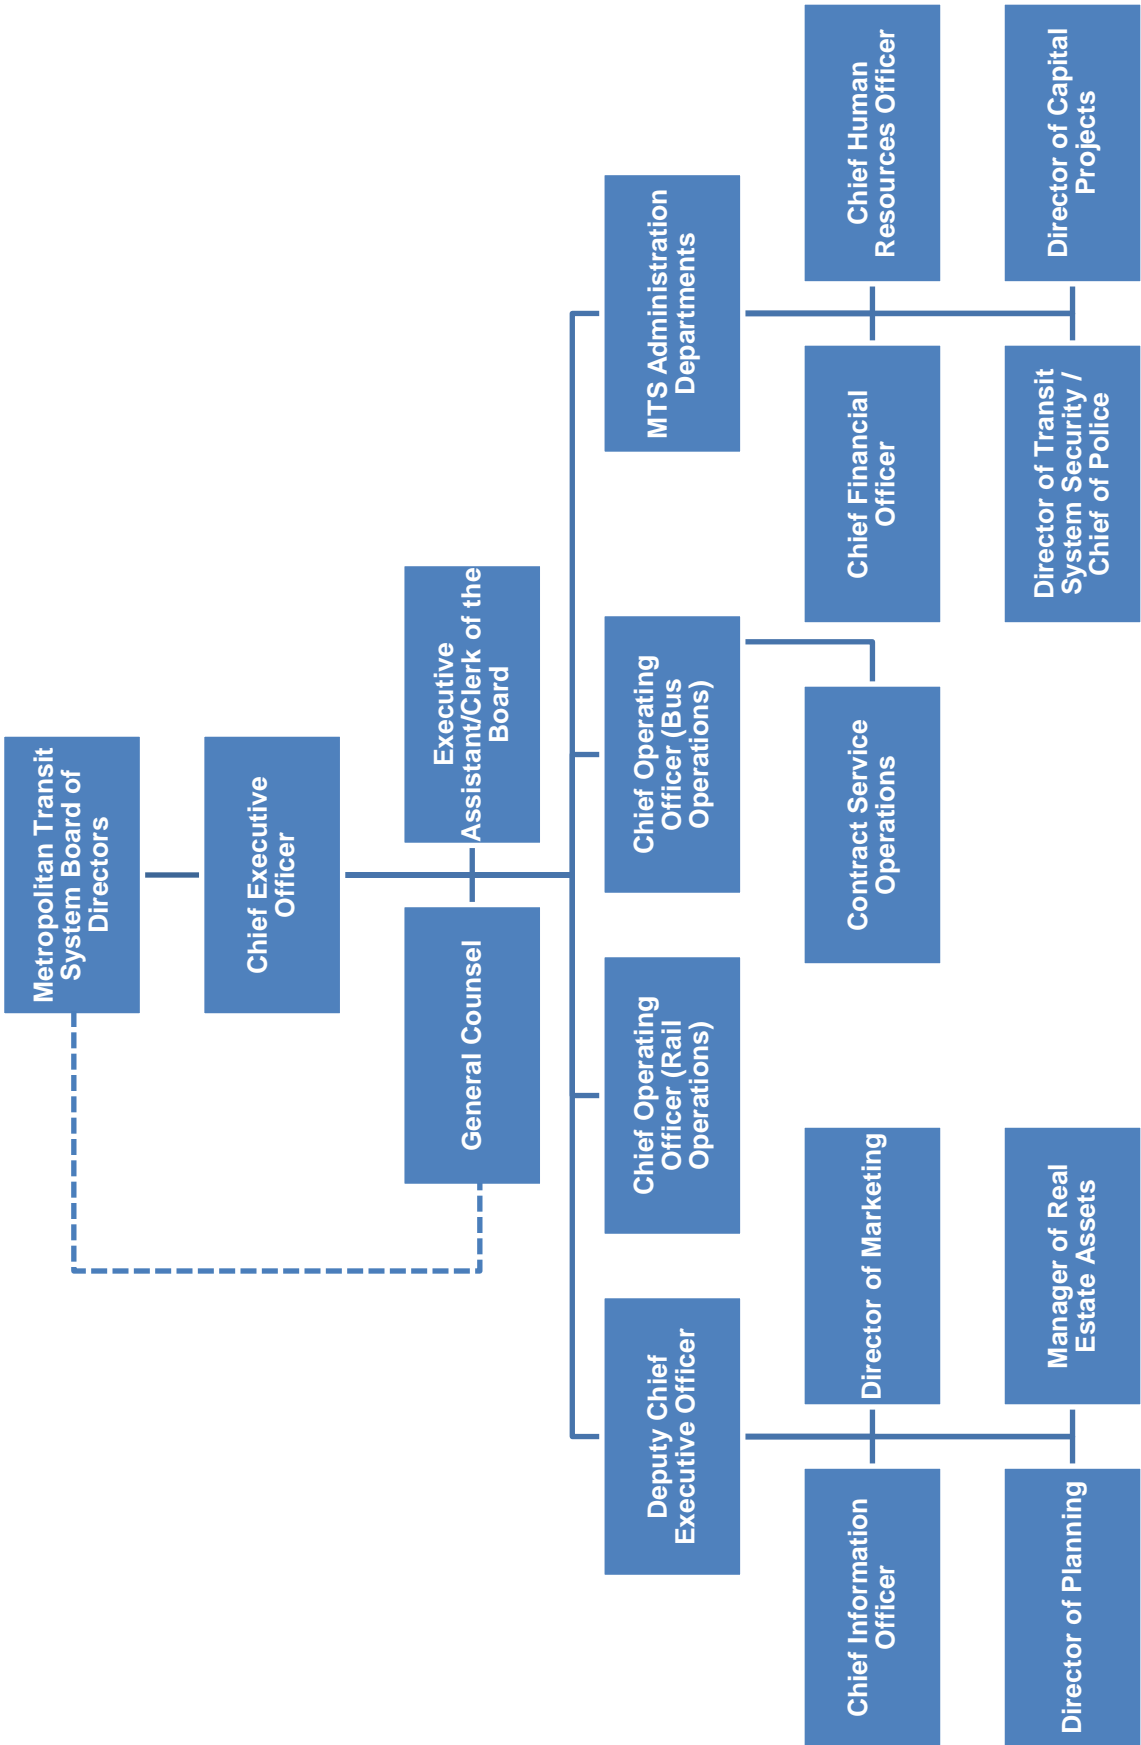 Metropolitan Transit
System Board of
Directors
Chief Executive
Officer
General Counsel
Executive
Assistant/Clerk of the
Board
Deputy Chief
Executive Officer
Chief Operating
Officer (Rail
Operations)
Chief Operating
Officer (Bus
Operations)
MTS Administration
Departments
Chief Information
Officer
Director of Marketing
Contract Service
Operations
Chief Financial
Officer
Chief Human
Resources Officer
Director of Planning
Manager of Real
Estate Assets
Director of Transit
System Security /
Chief of Police
Director of Capital
Projects